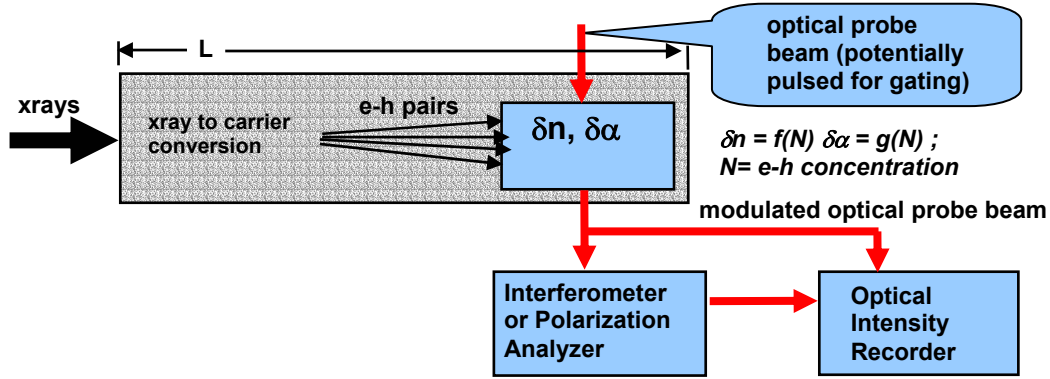 L
optical probe
beam (potentially
pulsed for gating)
xrays
xray to carrier
conversion
e-h pairs
δn, δα
δn = f(N) δα = g(N) ;
N= e-h concentration
modulated optical probe beam
Interferometer
or Polarization
Analyzer
Optical
Intensity
Recorder